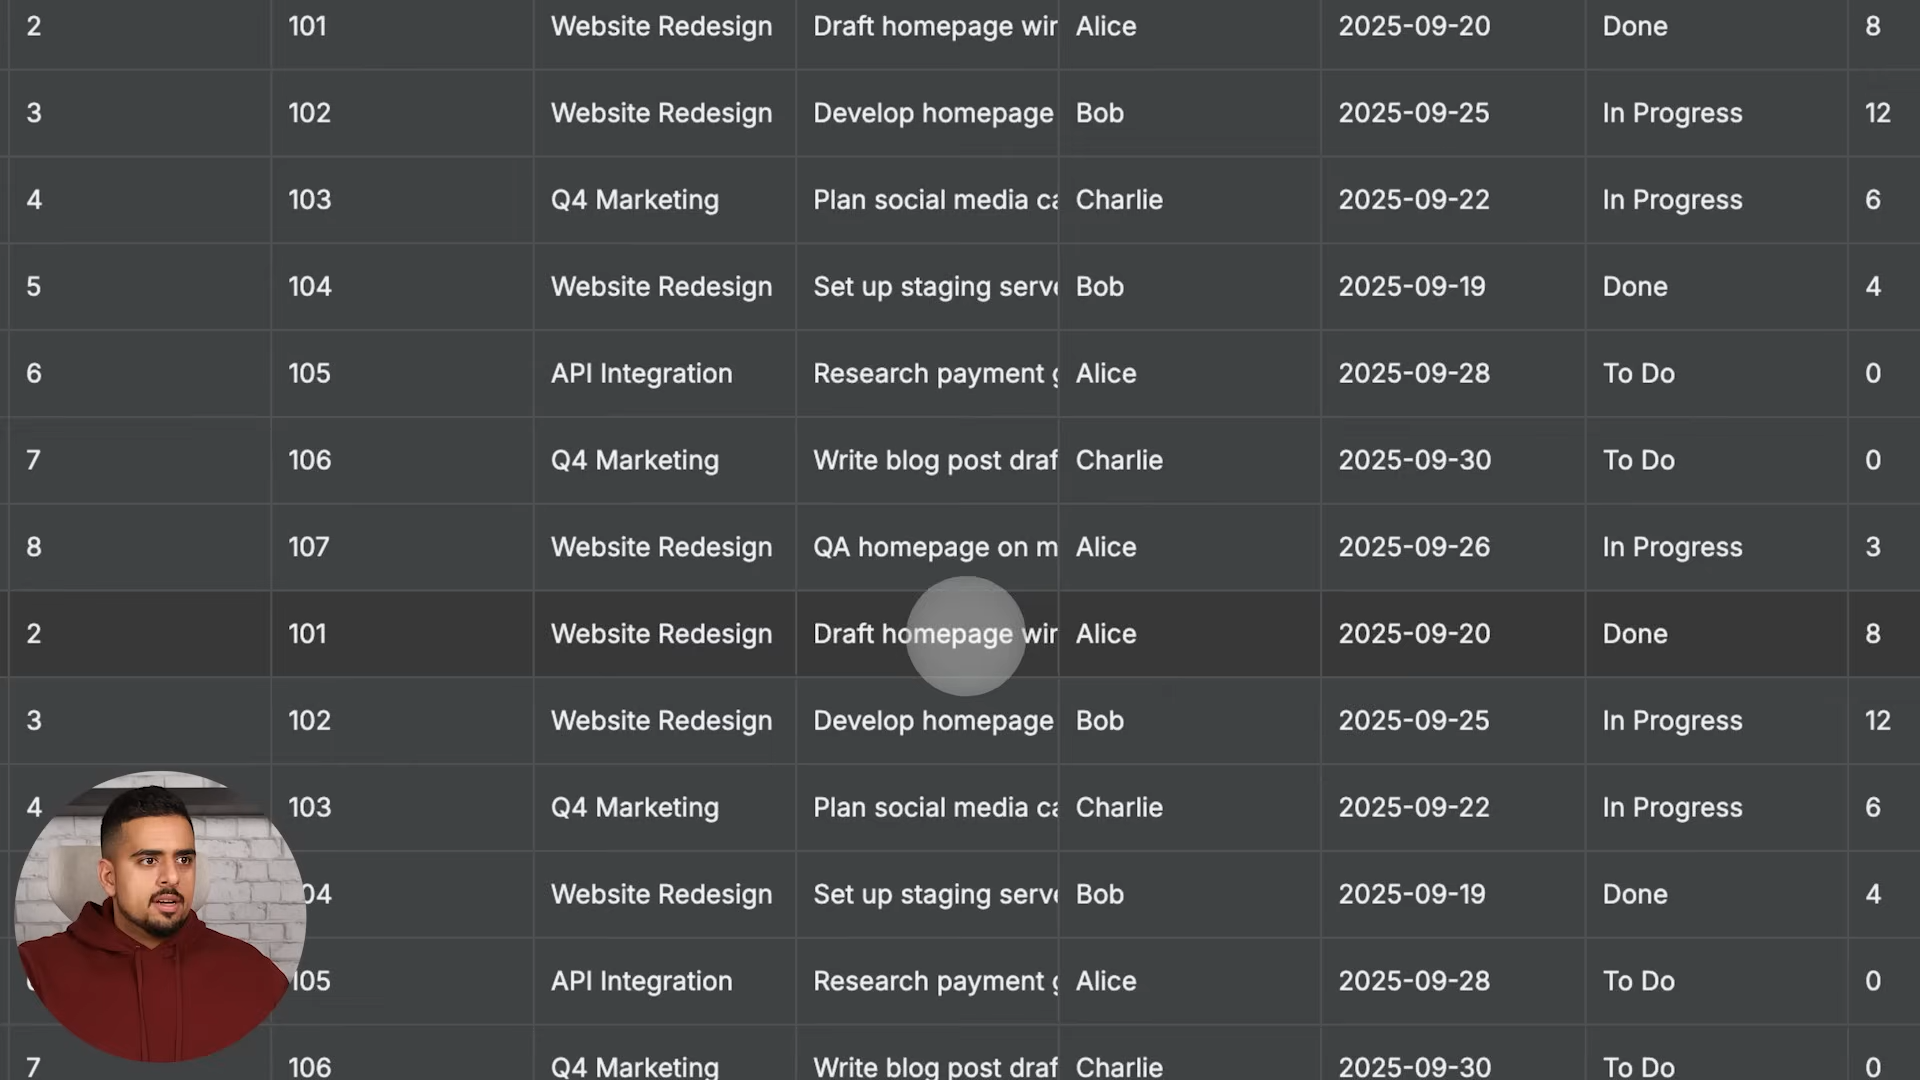 2 101 Website Redesign Draft homepage wir Alice 2025-09-20 Done 8
3 102 Website Redesign Develop homepage Bob 2025-09-25 In Progress 12
4 103 Q4 Marketing Plan social media ca Charlie 2025-09-22 In Progress 6
5 104 Website Redesign Set up staging serve Bob 2025-09-19 Done 4
6 105 API Integration Research payment g Alice 2025-09-28 To Do 0
7 106 Q4 Marketing Write blog post draf Charlie 2025-09-30 To Do 0
8 107 Website Redesign QA homepage on m Alice 2025-09-26 In Progress 3
2 101 Website Redesign Draft homepage wir Alice 2025-09-20 Done 8
3 102 Website Redesign Develop homepage Bob 2025-09-25 In Progress 12
4 103 Q4 Marketing Plan social media ca Charlie 2025-09-22 In Progress 6
04 Website Redesign Set up staging serve Bob 2025-09-19 Done 4
105 API Integration Research payment g Alice 2025-09-28 To Do 0
7 106 Q4 Marketing Write blog post draf Charlie 2025-09-30 To Do 0